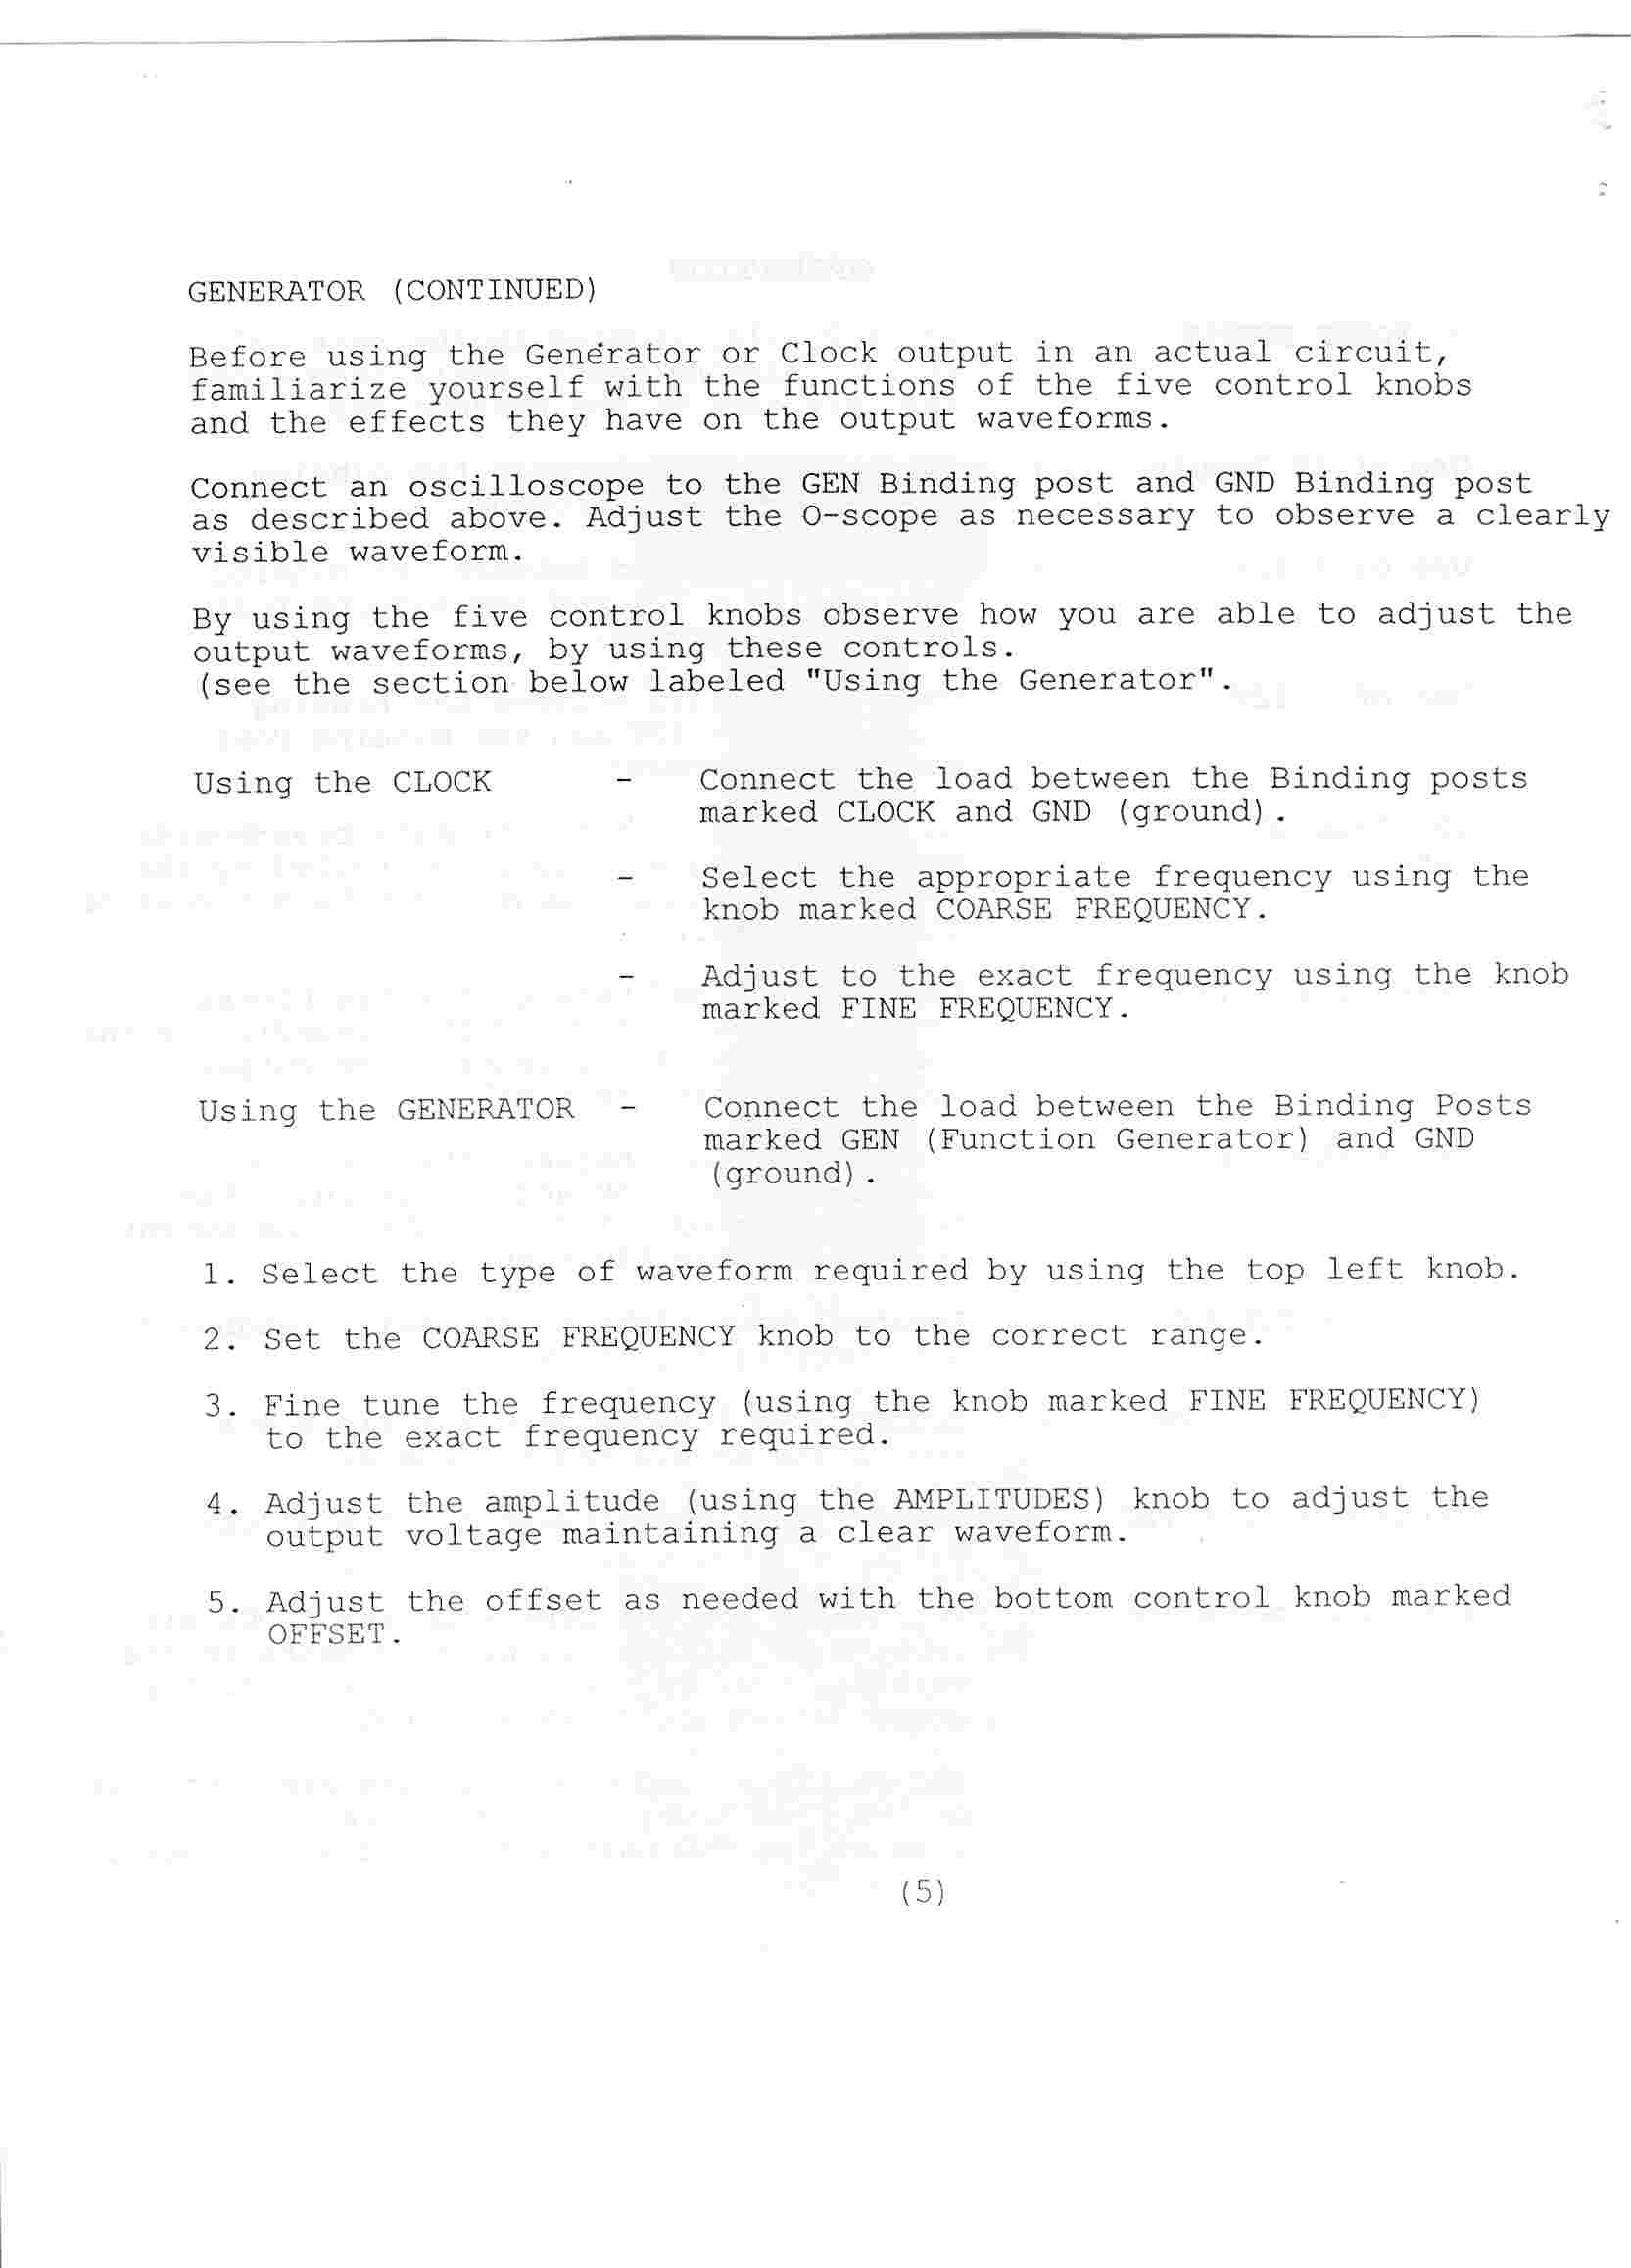 GENERATOR (CONTINUED)
Before using the Generator or Clock output in an actual circuit,
familiarize yourself with the functions of the five control knobs
and the effects they have on the output waveforms.
Connect an oscilloscope to the GEN Binding post and GND Binding post
as described above. Adjust the O-scope as necessary to observe a clearly
visible waveform.
By using the five control knobs observe how you are able to adjust the
output waveforms, by using these controls.
(see the section below labeled "Using the Generator".
Using the CLOCK - Connect the load between the Binding posts
marked CLOCK and GND (ground).
- Select the appropriate frequency using the
knob marked COARSE FREQUENCY.
- Adjust to the exact frequency using the knob
marked FINE FREQUENCY.
Using the GENERATOR - Connect the load between the Binding Posts
marked GEN (Function Generator) and GND
(ground).
1. Select the type of waveform required by using the top left knob.
2. Set the COARSE FREQUENCY knob to the correct range.
3. Fine tune the frequency (using the knob marked FINE FREQUENCY)
to the exact frequency required.
4. Adjust the amplitude (using the AMPLITUDES) knob to adjust the
output voltage maintaining a clear waveform.
5. Adjust the offset as needed with the bottom control knob marked
OFFSET.
(5)